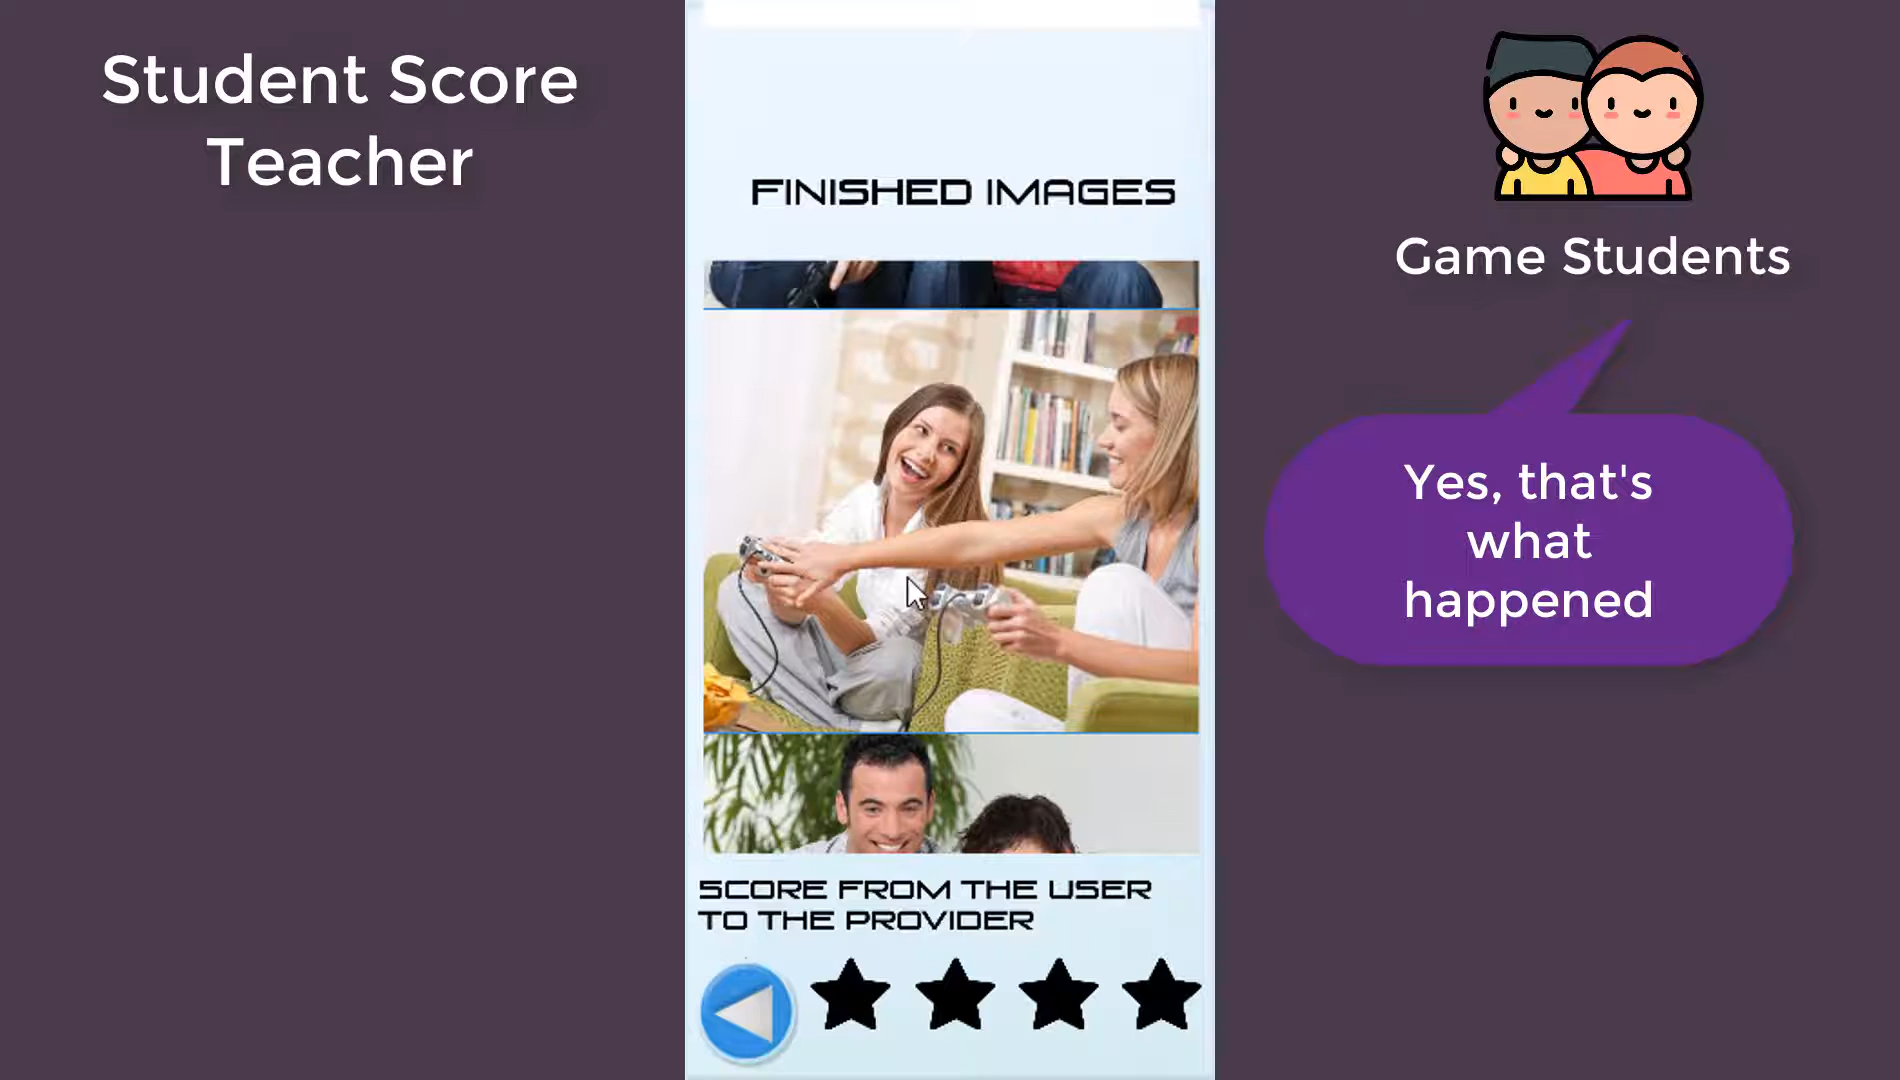 Student Score
Teacher
FINISHED IMAGES
SCORE FROM THE USER
TO THE PROVIDER
Game Students
Yes, that's
what
happened